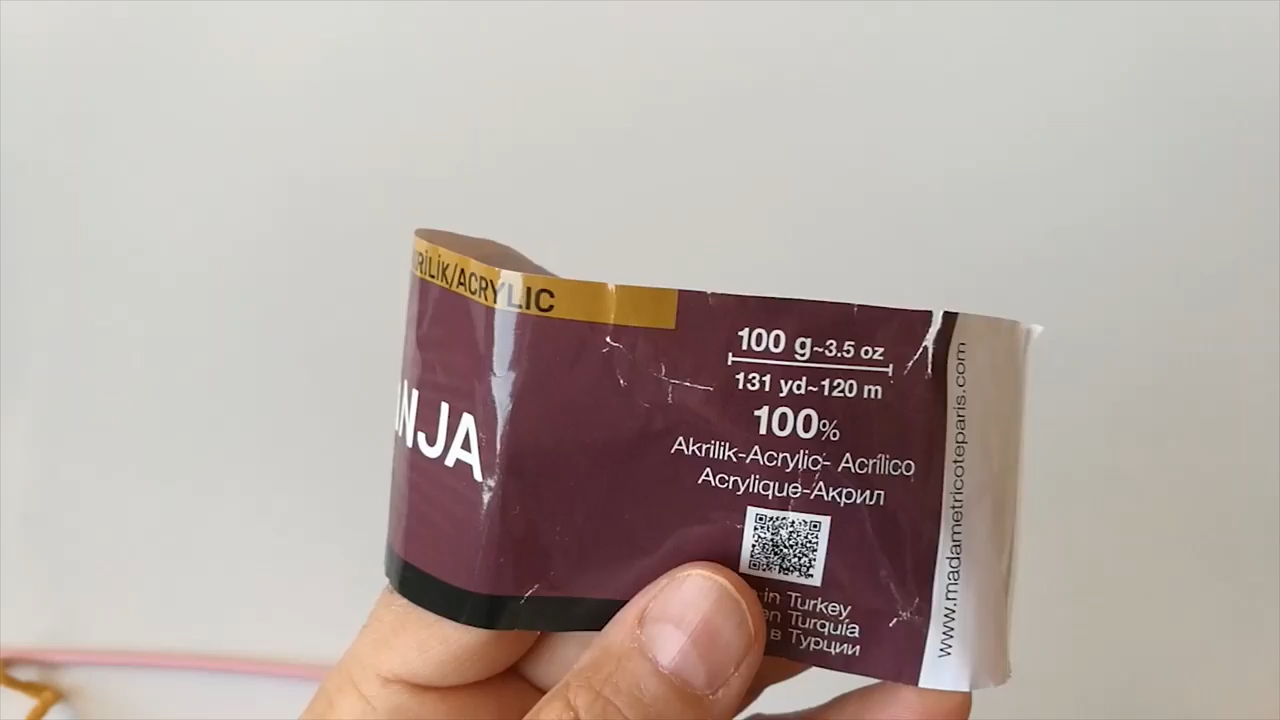 RİLİK/ACRYLIC
NJA
100 g~3.5 oz
131 yd~120 m
100%
Akrilik-Acrylic- Acrílico
Acrylique-Акрил
in Turkey
en Turquía
в Турции
www.madametricoteparis.com